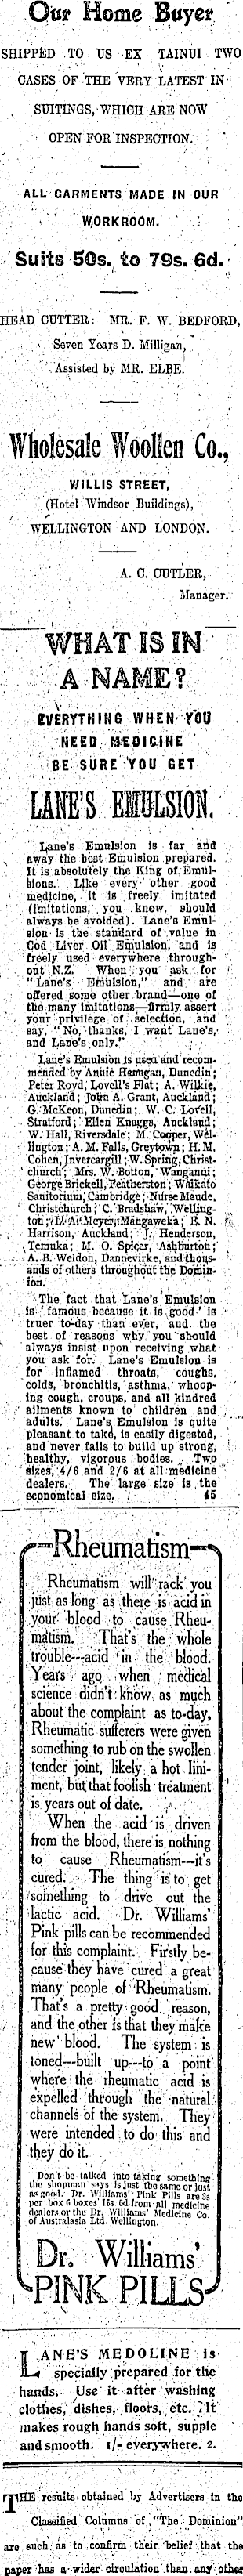 Our Home Buyer
SHIPPED TO US EX TAINUI TWO
CASES OF THE VERY LATEST IN
SUITINGS, WHICH ARE NOW
OPEN FOR INSPECTION.
ALL GARMENTS MADE IN OUR
WORKROOM.
Suits 50s. to 79s. 6d.
HEAD CUTTER: MR. F. W. BEDFORD,
Seven Years D. Milligan,
Assisted by MR. ELBE.
Wholesale Woollen Co.,
WILLIS STREET,
(Hotel Windsor Buildings),
WELLINGTON AND LONDON.
A. C. CUTLER,
Manager.
WHAT IS IN
A NAME?
EVERYTHING WHEN YOU
NEED MEDICINE
BE SURE YOU GET
LANE'S EMULSION.
Lane's Emulsion is far and
away the best Emulsion prepared.
It is absolutely the King of Emul-
sions. Like every other good
medicine, it is freely imitated
(imitations, you know, should
always be avoided). Lane's Emul-
sion is the standard of value in
Cod Liver Oil Emulsion, and is
freely used everywhere through-
out N.Z. When you ask for
"Lane's Emulsion," and are
offered some other brand—one of
the many imitations—firmly assert
your privilege of selection, and
say, "No, thanks, I want Lane's,
and Lane's only."
Lane's Emulsion is used and recom-
mended by Annie Hanigan, Dunedin;
Peter Royd, Lovell's Flat; A. Wilkie,
Auckland; John A. Grant, Auckland;
G. McKeon, Dunedin; W. C. Lovell,
Stratford; Ellen Knaggs, Auckland;
W. Hall, Riversdale; M. Cooper, Wel-
lington; A. M. Falls, Greytown; H. M.
Cohen, Invercargill; W. Spring, Christ-
church; Mrs. W. Botton, Wanganui;
George Brickell, Featherston; Waikato
Sanitorium, Cambridge; Nurse Maude,
Christchurch; C. Bradshaw, Welling-
ton; L. A. Meyer, Mangaweka; B. N.
Harrison, Auckland; J. Henderson,
Temuka; M. O. Spicer, Ashburton;
A. B. Weldon, Dannevirke, and thous-
ands of others throughout the Domin-
ion.
The fact that Lane's Emulsion
is 'famous because it is good' is
truer to-day than ever, and the
best of reasons why you should
always insist upon receiving what
you ask for. Lane's Emulsion is
for inflamed throats, coughs,
colds, bronchitis, asthma, whoop-
ing cough, croups, and all kindred
ailments known to children and
adults. Lane's Emulsion is quite
pleasant to take, is easily digested,
and never fails to build up strong,
healthy, vigorous bodies. Two
sizes, 4/6 and 2/6 at all medicine
dealers. The large size is the
economical size. 45
Rheumatism
Rheumatism will rack you
just as long as there is acid in
your blood to cause Rheu-
matism. That's the whole
trouble---acid in the blood.
Years ago when medical
science didn't know as much
about the complaint as to-day,
Rheumatic sufferers were given
something to rub on the swollen
tender joint, likely a hot lini-
ment, but that foolish treatment
is years out of date.
When the acid is driven
from the blood, there is nothing
to cause Rheumatism---it's
cured. The thing is to get
something to drive out the
lactic acid. Dr. Williams'
Pink pills can be recommended
for this complaint. Firstly be-
cause they have cured a great
many people of Rheumatism.
That's a pretty good reason,
and the other is that they make
new blood. The system is
toned---built up---to a point
where the rheumatic acid is
expelled through the natural
channels of the system. They
were intended to do this and
they do it.
Don't be talked into taking something
the shopman says is just the same or just
as good. Dr. Williams' Pink Pills are 3s
per box 6 boxes 16s 6d from all medicine
dealers or the Dr. Williams' Medicine Co.
of Australasia Ltd. Wellington.
Dr. Williams'
PINK PILLS
LANE'S MEDOLINE is
specially prepared for the
hands. Use it after washing
clothes, dishes, floors, etc. It
makes rough hands soft, supple
and smooth. 1/- everywhere. 2.
THE results obtained by Advertisers in the
Classified Columns of "The Dominion"
are such as to confirm their belief that the
paper has a wider circulation than any other